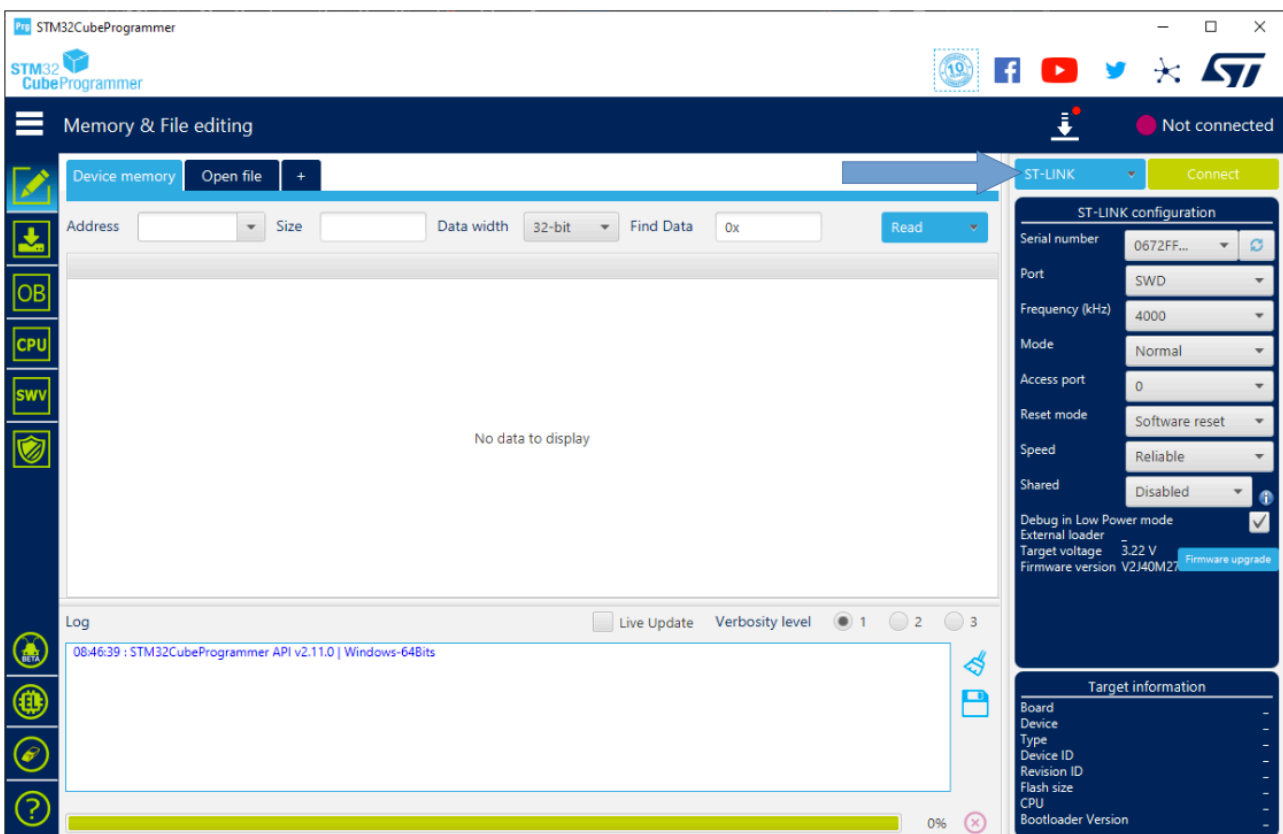 Prg STM32CubeProgrammer
STM32
CubeProgrammer
10
ST
Memory & File editing
Not connected
Device memory Open file +
ST-LINK Connect
Address Size Data width 32-bit Find Data 0x Read
ST-LINK configuration
Serial number 0672FF...
Port SWD
Frequency (kHz) 4000
Mode Normal
Access port 0
Reset mode Software reset
Speed Reliable
Shared Disabled
Debug in Low Power mode
External loader _
Target voltage 3.22 V
Firmware version V2J40M27
Firmware upgrade
OB
CPU
SWV
No data to display
Log Live Update Verbosity level 1 2 3
08:46:39 : STM32CubeProgrammer API v2.11.0 | Windows-64Bits
BETA
Target information
Board _
Device _
Type _
Device ID _
Revision ID _
Flash size _
CPU _
Bootloader Version _
0%
?